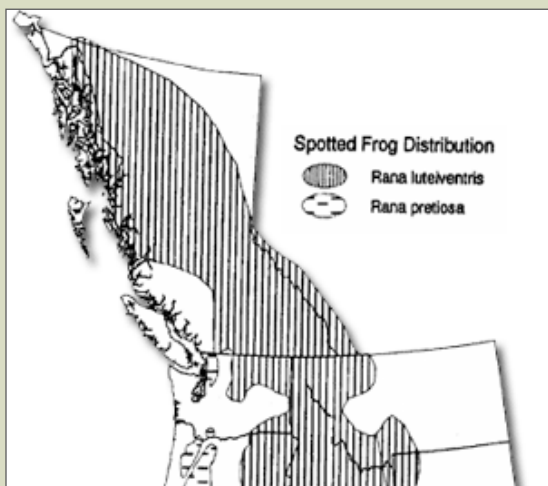 Spotted Frog Distribution
Rana luteiventris
Rana pretiosa